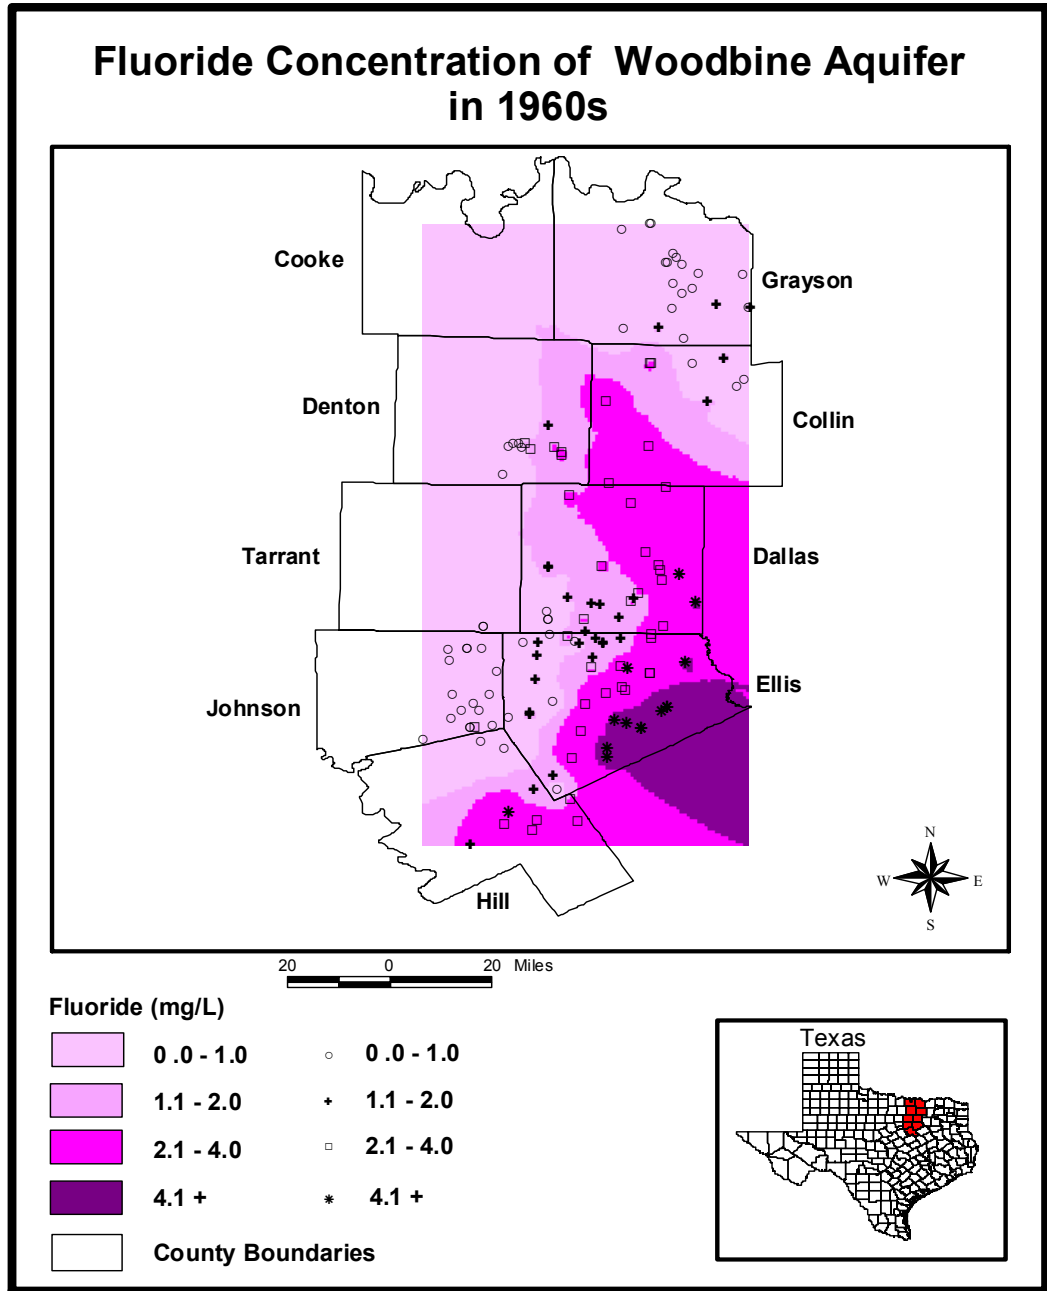 Fluoride Concentration of Woodbine Aquifer
in 1960s
Cooke
Grayson
Denton
Collin
Tarrant
Dallas
Johnson
Ellis
Hill
N
W E
S
20 0 20 Miles
Fluoride (mg/L)
0 .0 - 1.0 0 .0 - 1.0
1.1 - 2.0 1.1 - 2.0
2.1 - 4.0 2.1 - 4.0
4.1 + 4.1 +
County Boundaries
Texas